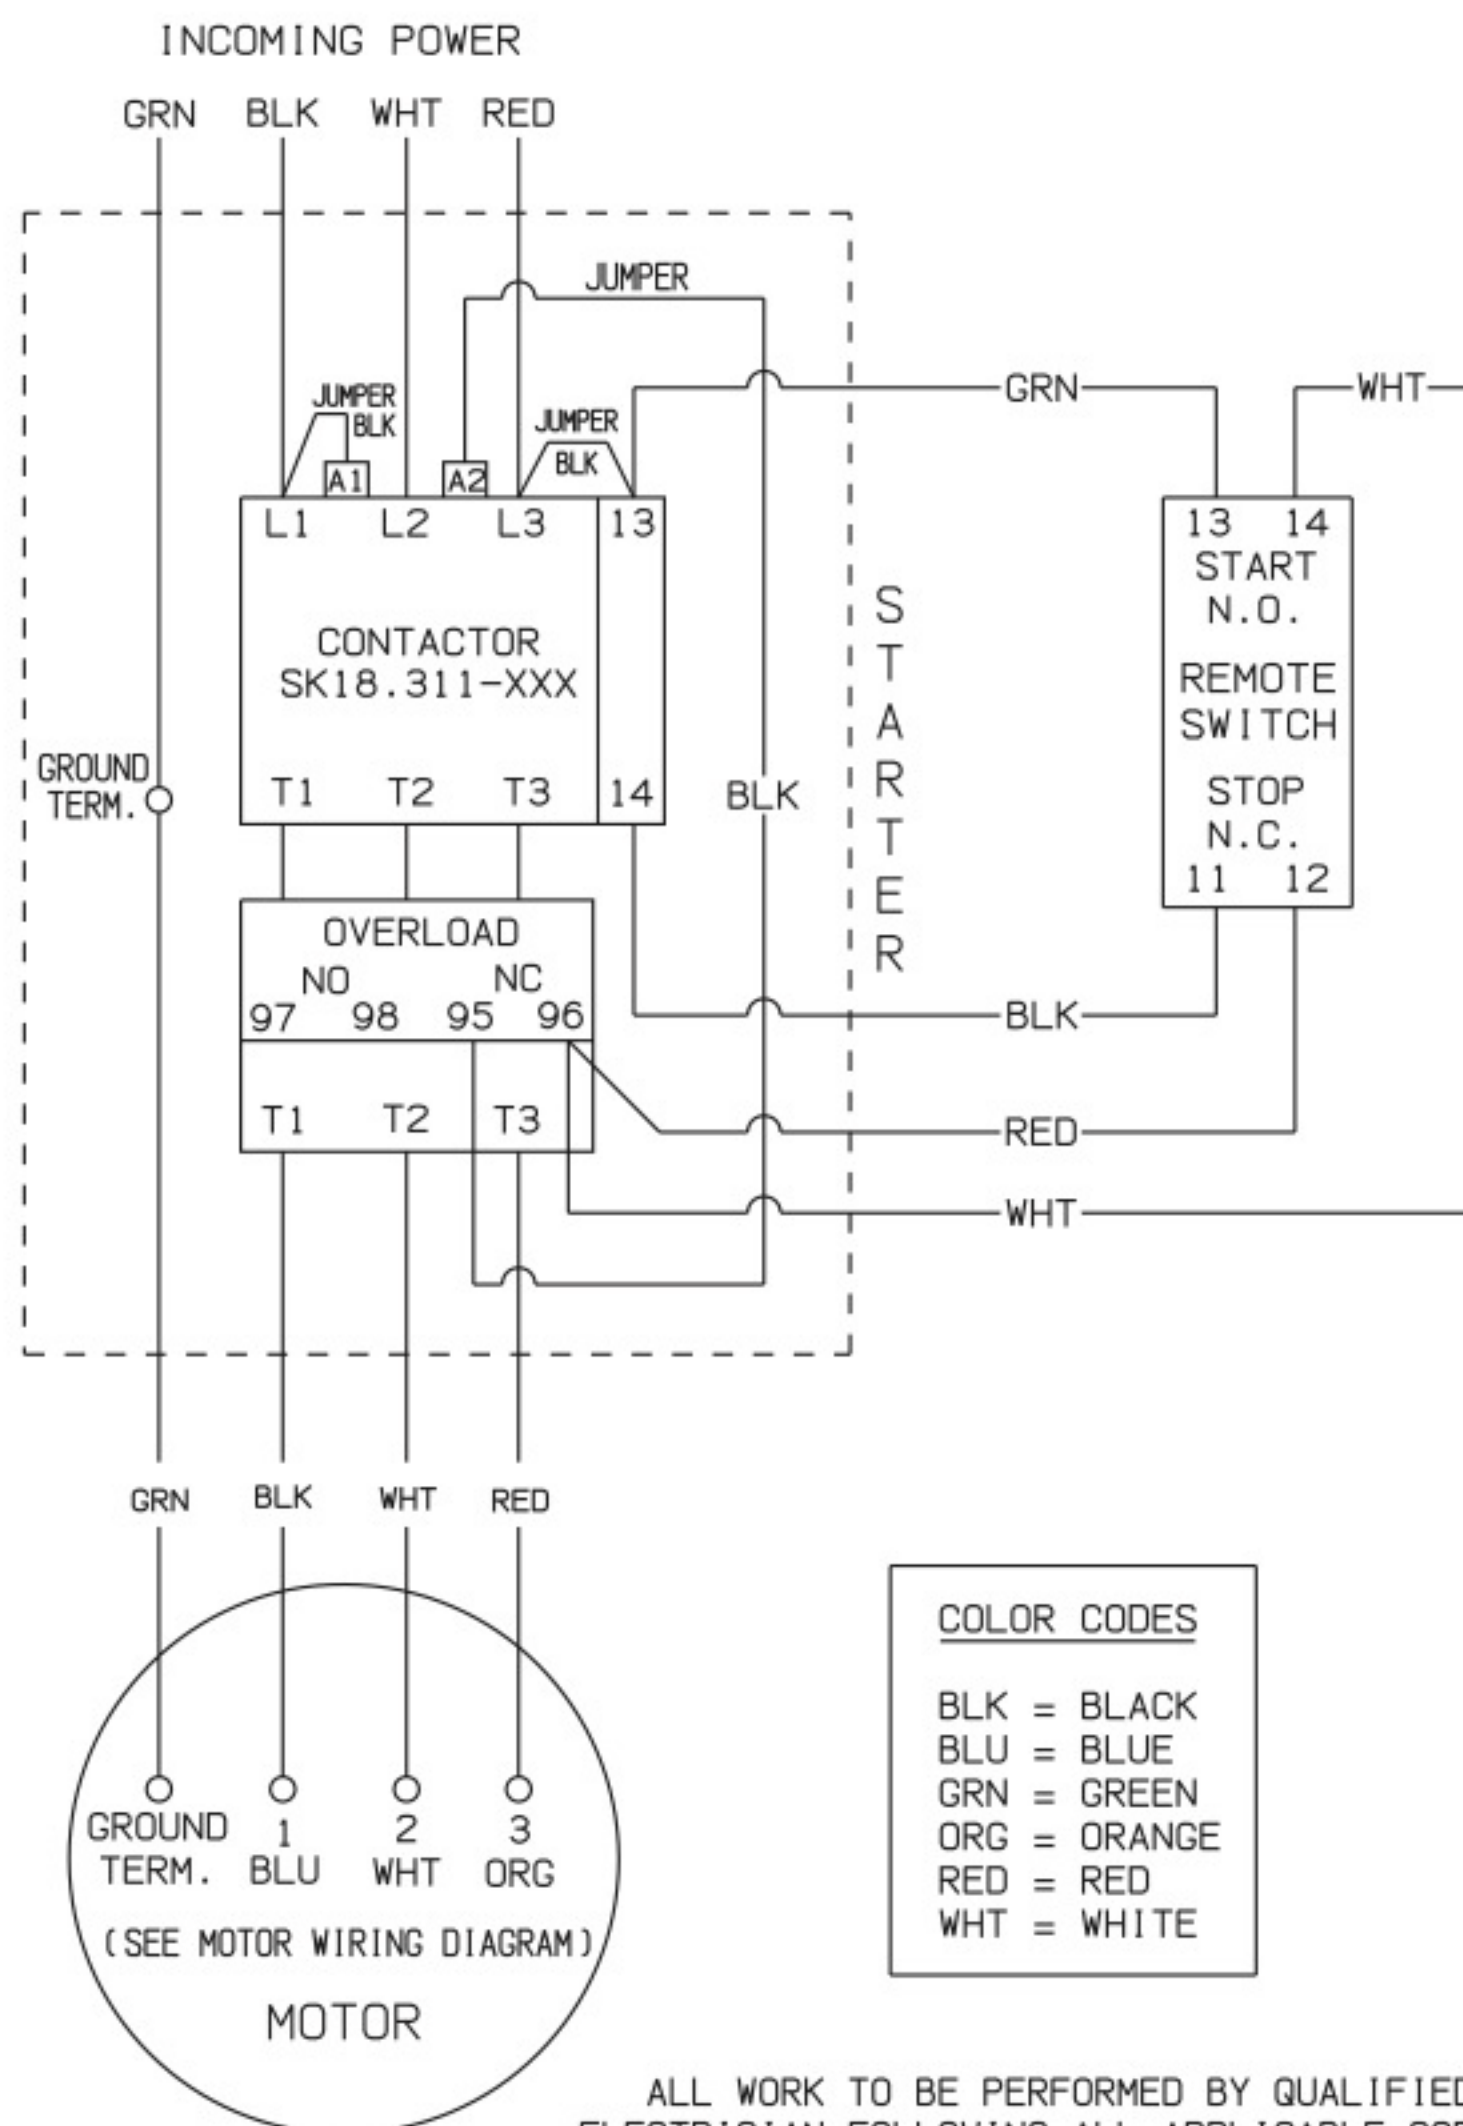 INCOMING POWER
GRN BLK WHT RED
JUMPER
GRN
WHT
JUMPER
BLK
JUMPER
BLK
A1
A2
L1 L2 L3 13
CONTACTOR
SK18.311-XXX
T1 T2 T3 14
GROUND
TERM.
BLK
STARTER
13 14
START
N.O.
REMOTE
SWITCH
STOP
N.C.
11 12
OVERLOAD
NO NC
97 98 95 96
T1 T2 T3
BLK
RED
WHT
GRN BLK WHT RED
GROUND
TERM.
1
BLU
2
WHT
3
ORG
(SEE MOTOR WIRING DIAGRAM)
MOTOR
COLOR CODES
BLK = BLACK
BLU = BLUE
GRN = GREEN
ORG = ORANGE
RED = RED
WHT = WHITE
ALL WORK TO BE PERFORMED BY QUALIFIED